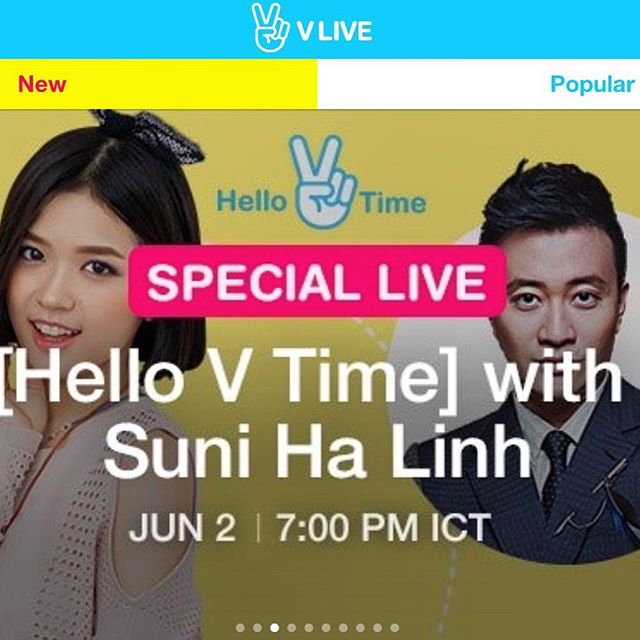 V LIVE
New
Popular
Hello V Time
SPECIAL LIVE
[Hello V Time] with
Suni Ha Linh
JUN 2 | 7:00 PM ICT